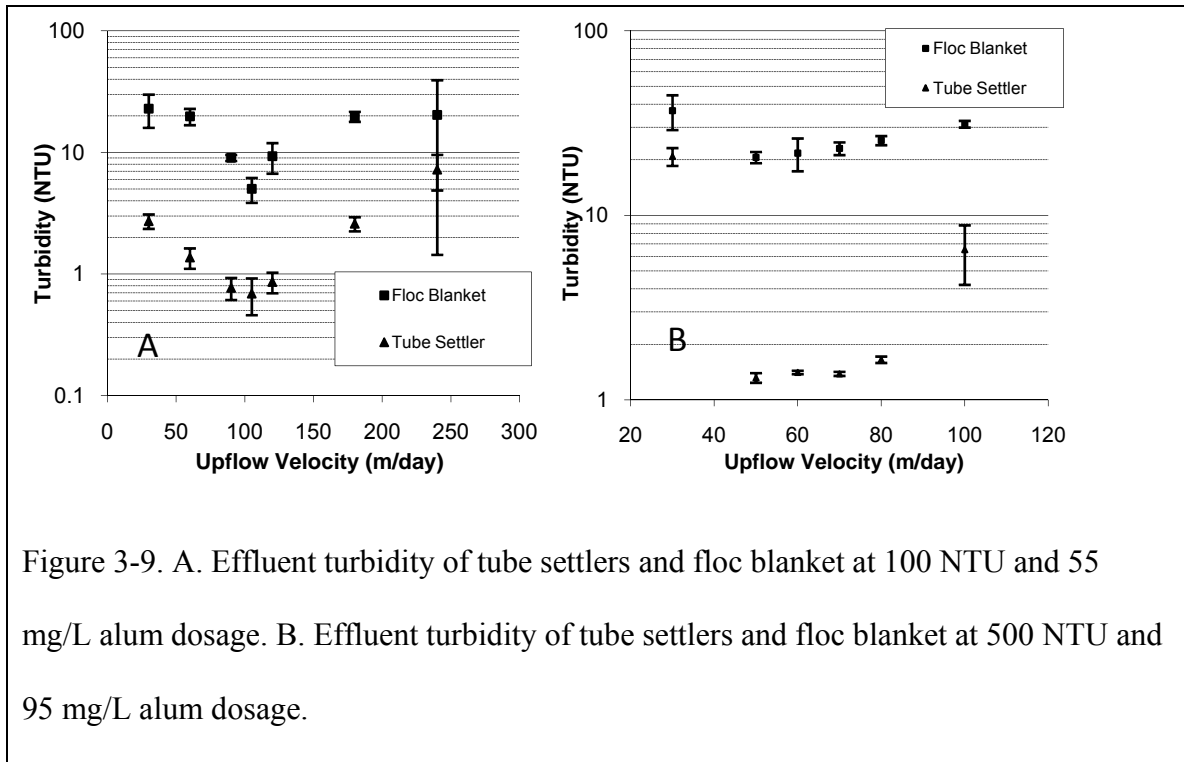 100
10
1
0.1
Turbidity (NTU)
Floc Blanket
Tube Settler
A
0 50 100 150 200 250 300
Upflow Velocity (m/day)
100
10
1
Turbidity (NTU)
Floc Blanket
Tube Settler
B
20 40 60 80 100 120
Upflow Velocity (m/day)
Figure 3-9. A. Effluent turbidity of tube settlers and floc blanket at 100 NTU and 55
mg/L alum dosage. B. Effluent turbidity of tube settlers and floc blanket at 500 NTU and
95 mg/L alum dosage.